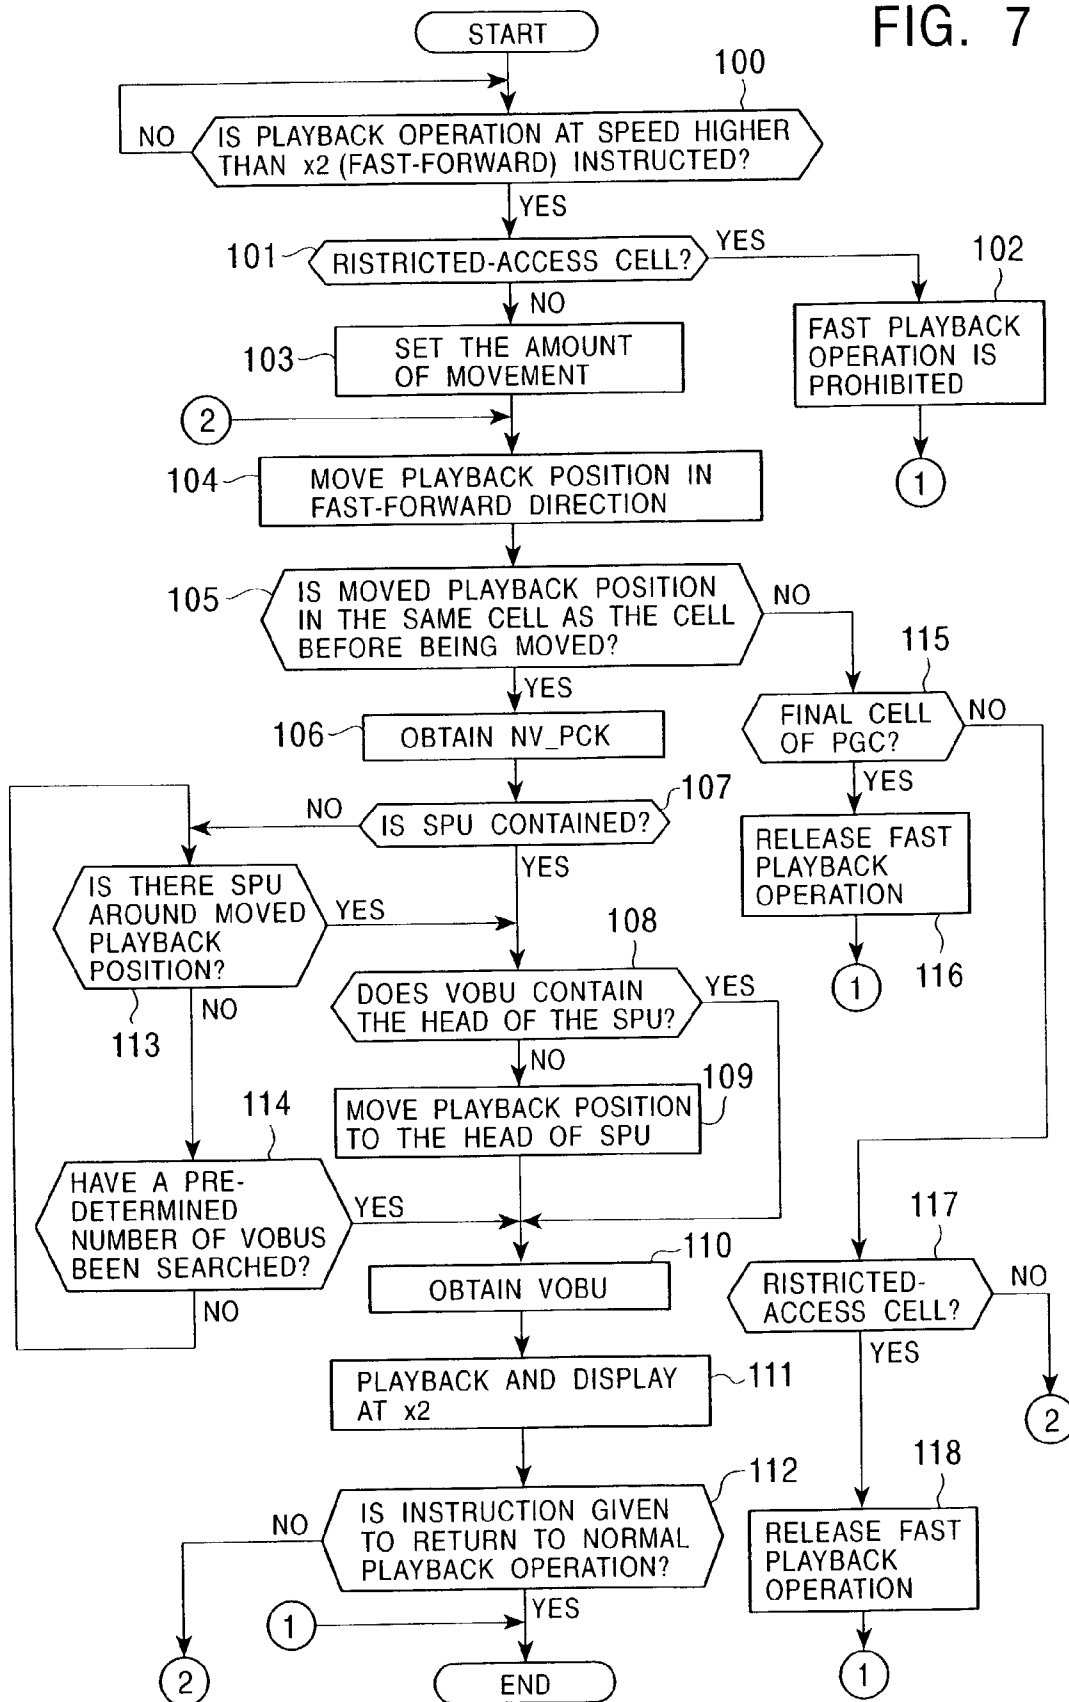 FIG. 7
START
100
NO
IS PLAYBACK OPERATION AT SPEED HIGHER
THAN x2 (FAST-FORWARD) INSTRUCTED?
YES
101
RISTRICTED-ACCESS CELL?
YES
102
NO
FAST PLAYBACK
OPERATION IS
PROHIBITED
103
SET THE AMOUNT
OF MOVEMENT
2
1
104
MOVE PLAYBACK POSITION IN
FAST-FORWARD DIRECTION
105
IS MOVED PLAYBACK POSITION
IN THE SAME CELL AS THE CELL
BEFORE BEING MOVED?
NO
115
YES
FINAL CELL
OF PGC?
NO
106
OBTAIN NV_PCK
YES
107
NO
IS SPU CONTAINED?
RELEASE FAST
PLAYBACK
OPERATION
YES
116
1
IS THERE SPU
AROUND MOVED
PLAYBACK
POSITION?
YES
113
NO
108
DOES VOBU CONTAIN
THE HEAD OF THE SPU?
YES
NO
109
MOVE PLAYBACK POSITION
TO THE HEAD OF SPU
114
HAVE A PRE-
DETERMINED
NUMBER OF VOBUS
BEEN SEARCHED?
YES
NO
110
OBTAIN VOBU
117
RISTRICTED-
ACCESS CELL?
NO
YES
2
111
PLAYBACK AND DISPLAY
AT x2
112
IS INSTRUCTION GIVEN
TO RETURN TO NORMAL
PLAYBACK OPERATION?
NO
118
RELEASE FAST
PLAYBACK
OPERATION
YES
1
2
END
1